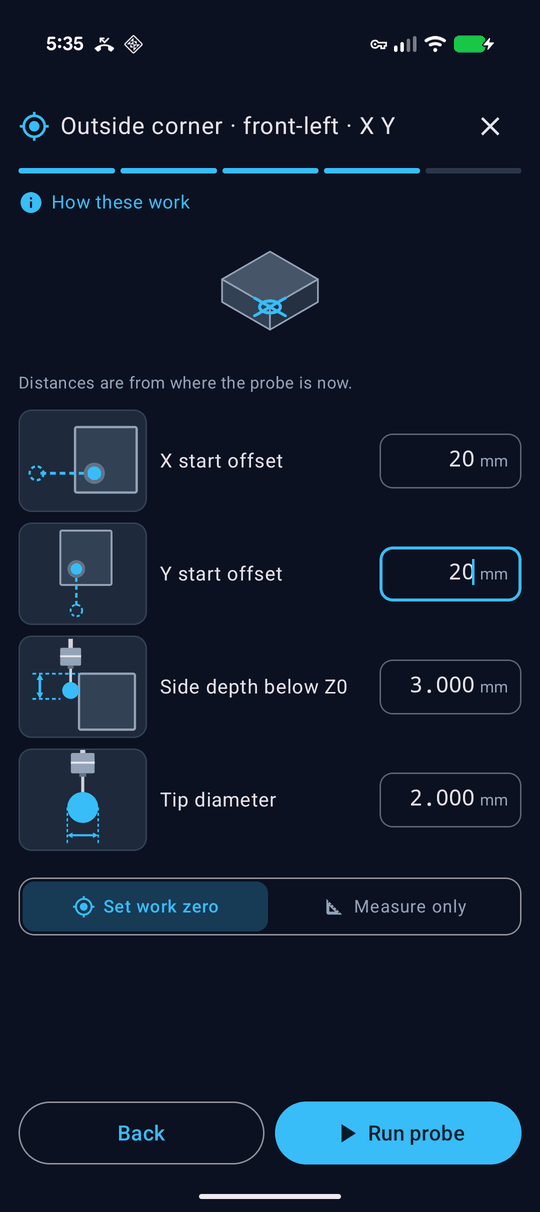 5:35
Outside corner · front-left · X Y
How these work
Distances are from where the probe is now.
X start offset
20 mm
Y start offset
20 mm
Side depth below Z0
3.000 mm
Tip diameter
2.000 mm
Set work zero
Measure only
Back
Run probe